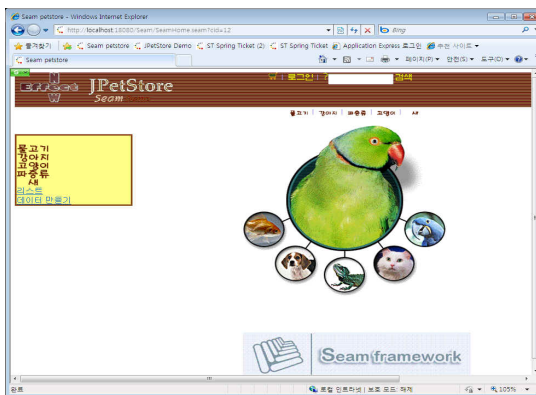 Seam petstore - Windows Internet Explorer
http://localhost:18080/Seam/SeamHome.seam?cid=12
Bing
즐겨찾기 Seam petstore JPetStore Demo ST Spring Ticket (2) ST Spring Ticket Application Express 로그인 추천 사이트
Seam petstore
페이지(P) 안전(S) 도구(O)
JPetStore
Seam
로그인 | ? 검색
물고기 | 강아지 | 파충류 | 고양이 | 새
물고기
강아지
고양이
파충류
새
리스트
데이터 만들기
Seam framework
완료 로컬 인트라넷 | 보호 모드: 해제 105%